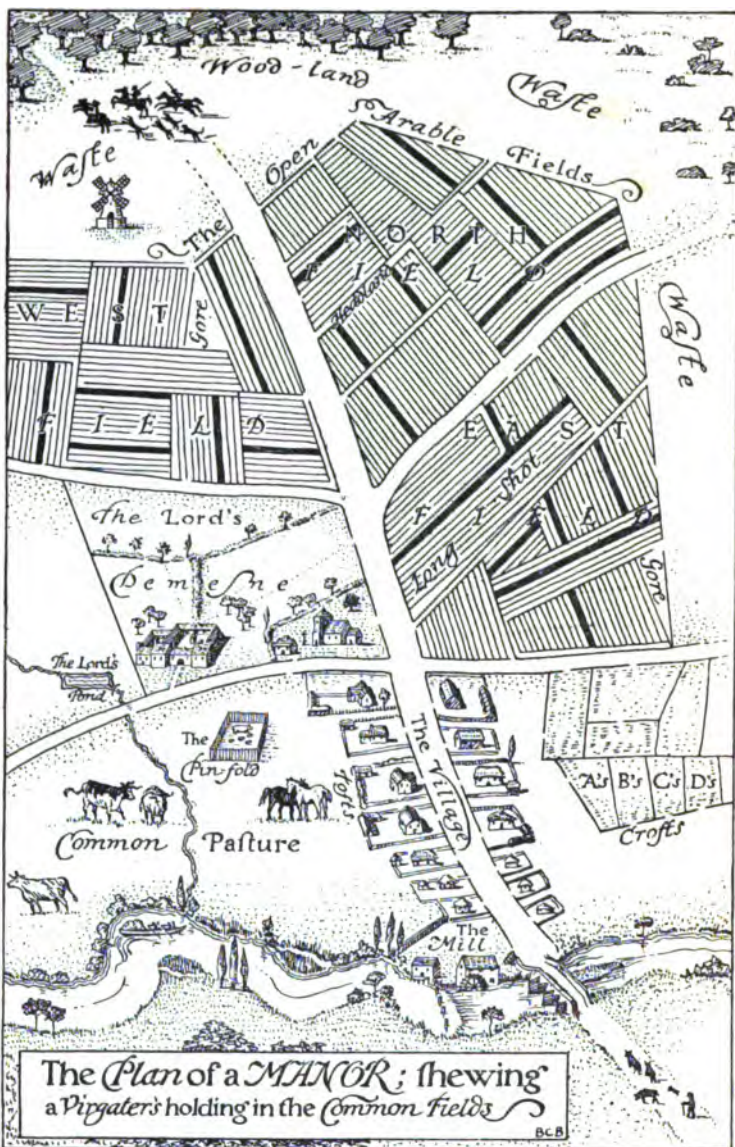 Wood-land
Waſte
Waſte
The Open Arable Fields
NORTH
FIELD
Headland
WEST
FIELD
Gore
Waſte
EAST
FIELD
Long Shot
Gore
The Lord's
Demeſne
The Lord's
Pond
The
Pin-fold
Tofts
The Village
A's B's C's D's
Crofts
Common Paſture
The
Mill
The Plan of a MANOR; ſhewing
a Virgater's holding in the Common Fields
BCB